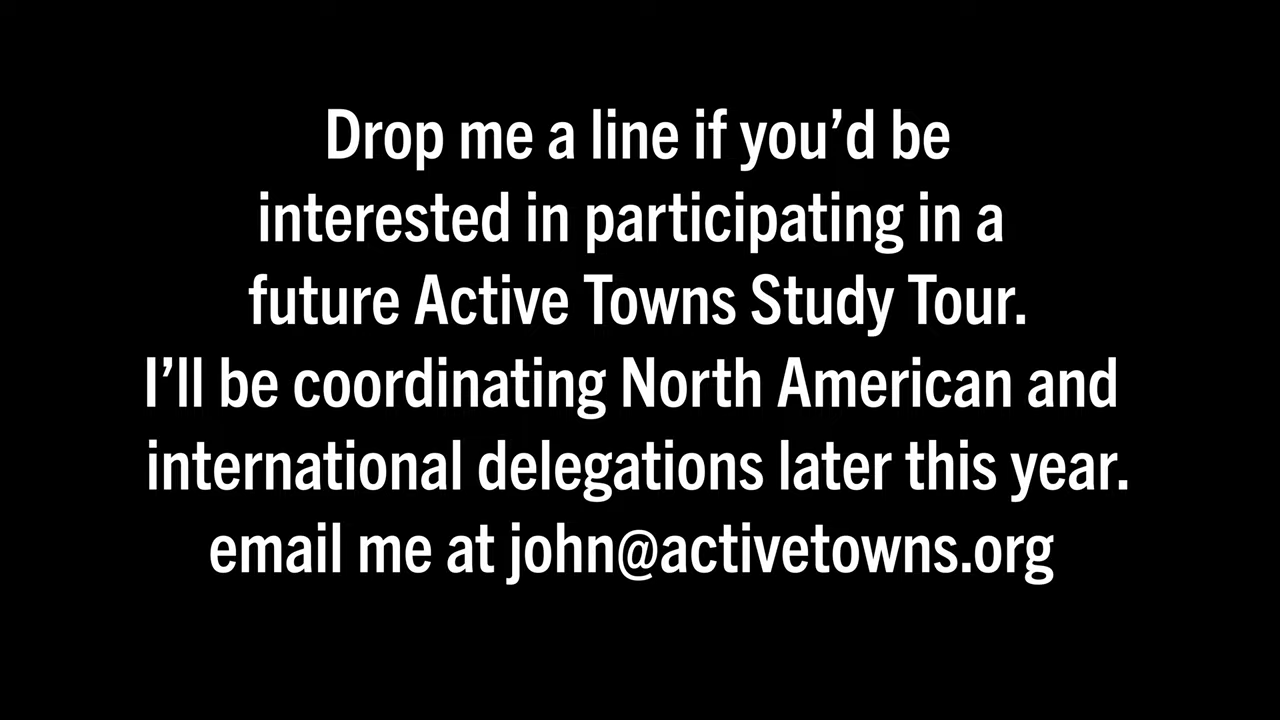 Drop me a line if you’d be
interested in participating in a
future Active Towns Study Tour.
I’ll be coordinating North American and
international delegations later this year.
email me at john@activetowns.org